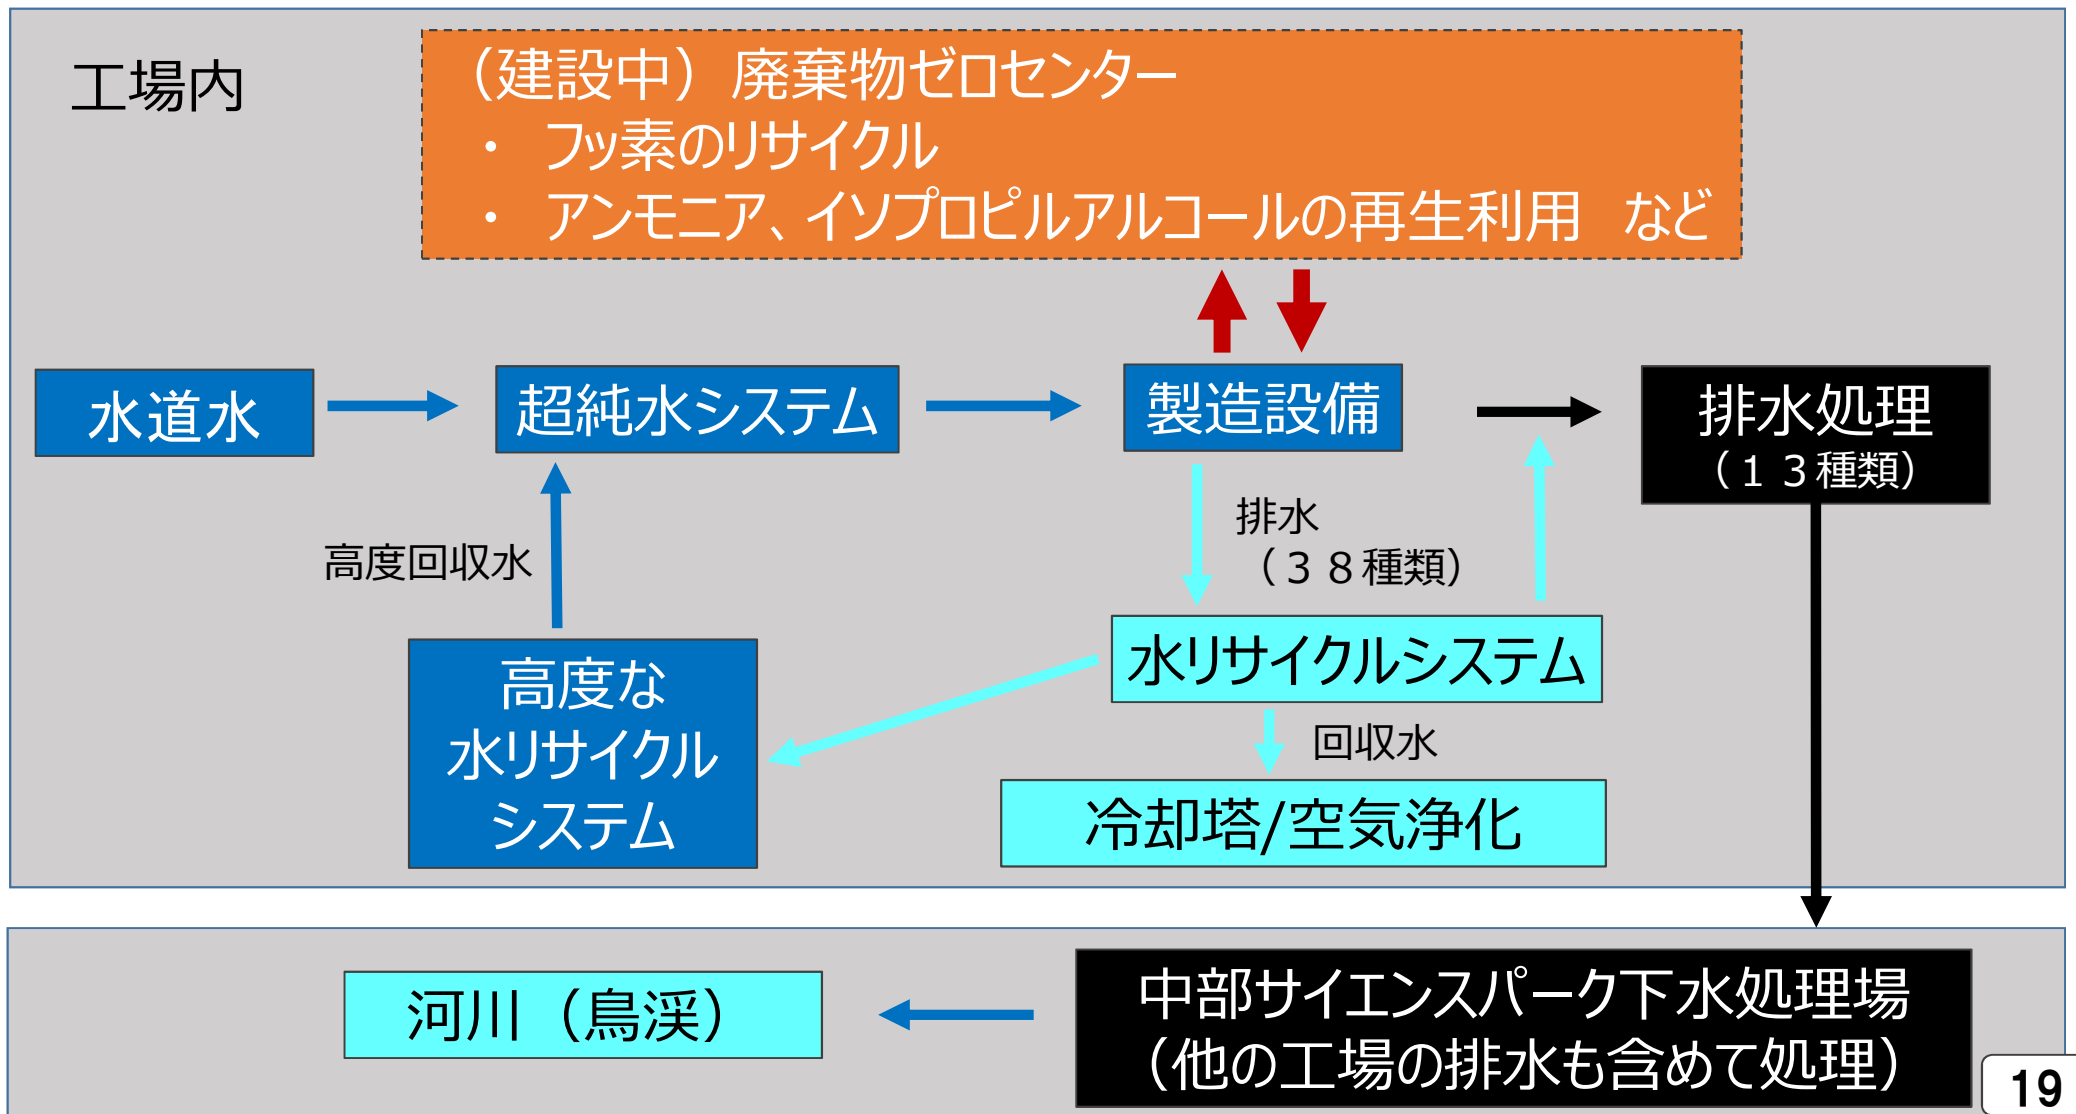 工場内
（建設中）廃棄物ゼロセンター
・ フッ素のリサイクル
・ アンモニア、イソプロピルアルコールの再生利用　など
水道水
超純水システム
製造設備
排水処理
（１３種類）
排水
（３８種類）
高度回収水
高度な
水リサイクル
システム
水リサイクルシステム
回収水
冷却塔/空気浄化
河川（鳥渓）
中部サイエンスパーク下水処理場
（他の工場の排水も含めて処理）
19